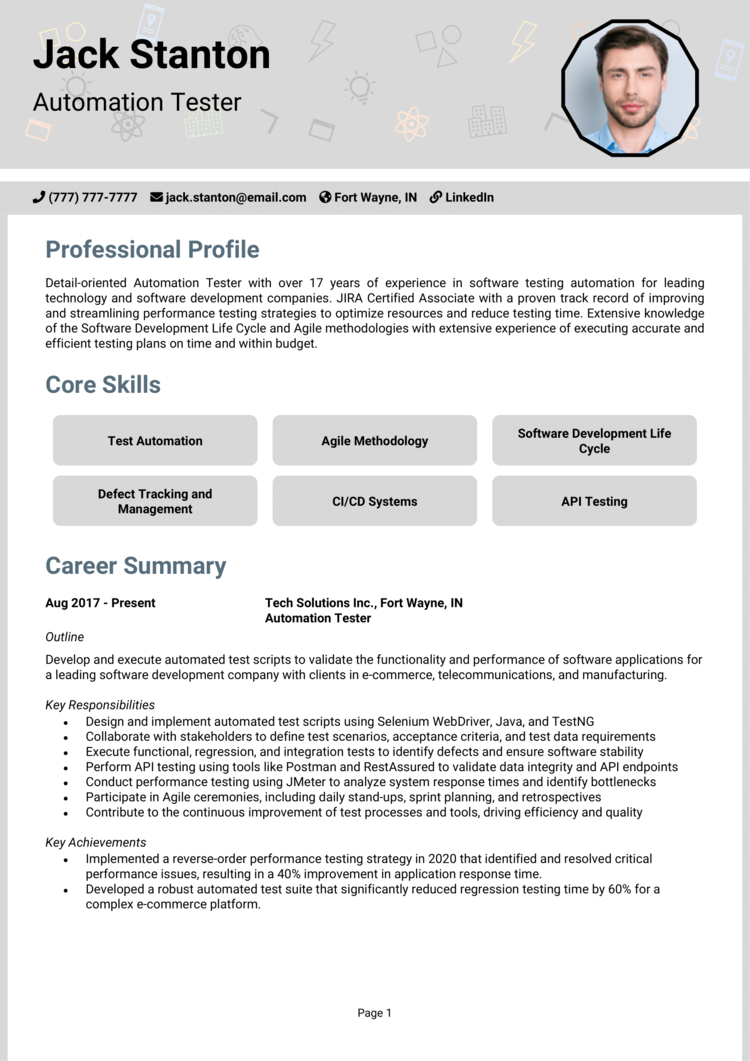 Jack Stanton
Automation Tester
(777) 777-7777 jack.stanton@email.com Fort Wayne, IN LinkedIn
Professional Profile
Detail-oriented Automation Tester with over 17 years of experience in software testing automation for leading
technology and software development companies. JIRA Certified Associate with a proven track record of improving
and streamlining performance testing strategies to optimize resources and reduce testing time. Extensive knowledge
of the Software Development Life Cycle and Agile methodologies with extensive experience of executing accurate and
efficient testing plans on time and within budget.
Core Skills
Test Automation
Agile Methodology
Software Development Life
Cycle
Defect Tracking and
Management
CI/CD Systems
API Testing
Career Summary
Aug 2017 - Present
Tech Solutions Inc., Fort Wayne, IN
Automation Tester
Outline
Develop and execute automated test scripts to validate the functionality and performance of software applications for
a leading software development company with clients in e-commerce, telecommunications, and manufacturing.
Key Responsibilities
• Design and implement automated test scripts using Selenium WebDriver, Java, and TestNG
• Collaborate with stakeholders to define test scenarios, acceptance criteria, and test data requirements
• Execute functional, regression, and integration tests to identify defects and ensure software stability
• Perform API testing using tools like Postman and RestAssured to validate data integrity and API endpoints
• Conduct performance testing using JMeter to analyze system response times and identify bottlenecks
• Participate in Agile ceremonies, including daily stand-ups, sprint planning, and retrospectives
• Contribute to the continuous improvement of test processes and tools, driving efficiency and quality
Key Achievements
• Implemented a reverse-order performance testing strategy in 2020 that identified and resolved critical
performance issues, resulting in a 40% improvement in application response time.
• Developed a robust automated test suite that significantly reduced regression testing time by 60% for a
complex e-commerce platform.
Page 1